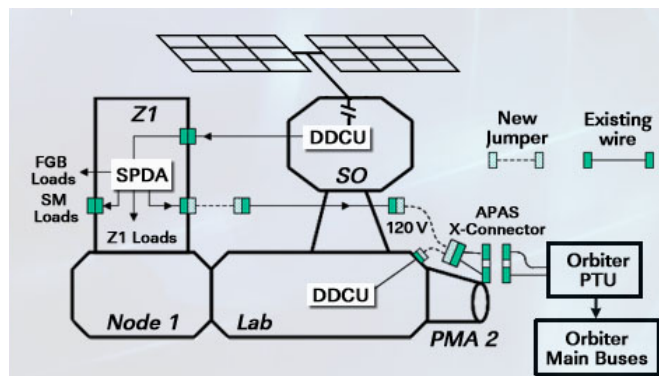 Z1
DDCU
SO
New
Jumper
Existing
wire
FGB
Loads
SPDA
SM
Loads
Z1 Loads
120 V
APAS
X-Connector
Orbiter
PTU
DDCU
Node 1
Lab
PMA 2
Orbiter
Main Buses